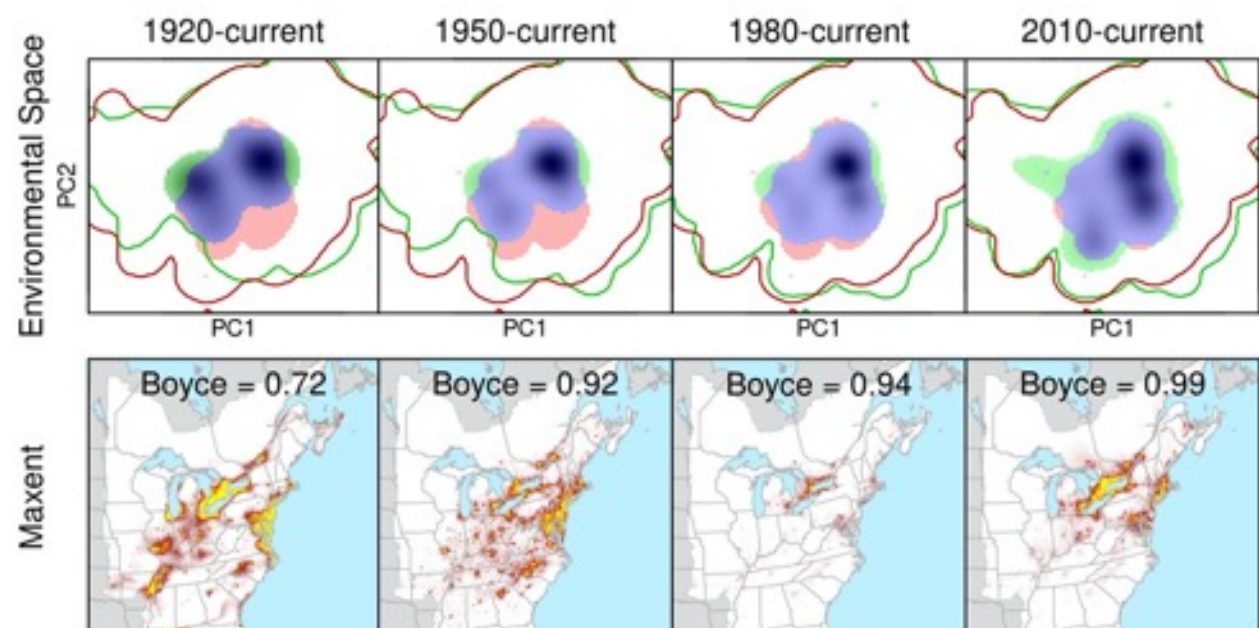 1920-current 1950-current 1980-current 2010-current
Environmental Space
PC2
PC1 PC1 PC1 PC1
Maxent
Boyce = 0.72 Boyce = 0.92 Boyce = 0.94 Boyce = 0.99